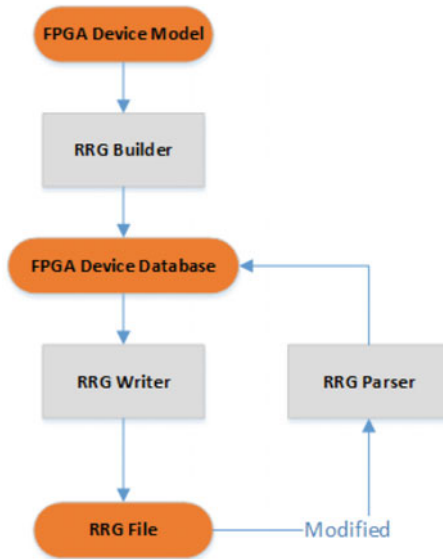 FPGA Device Model
RRG Builder
FPGA Device Database
RRG Writer
RRG Parser
RRG File
Modified